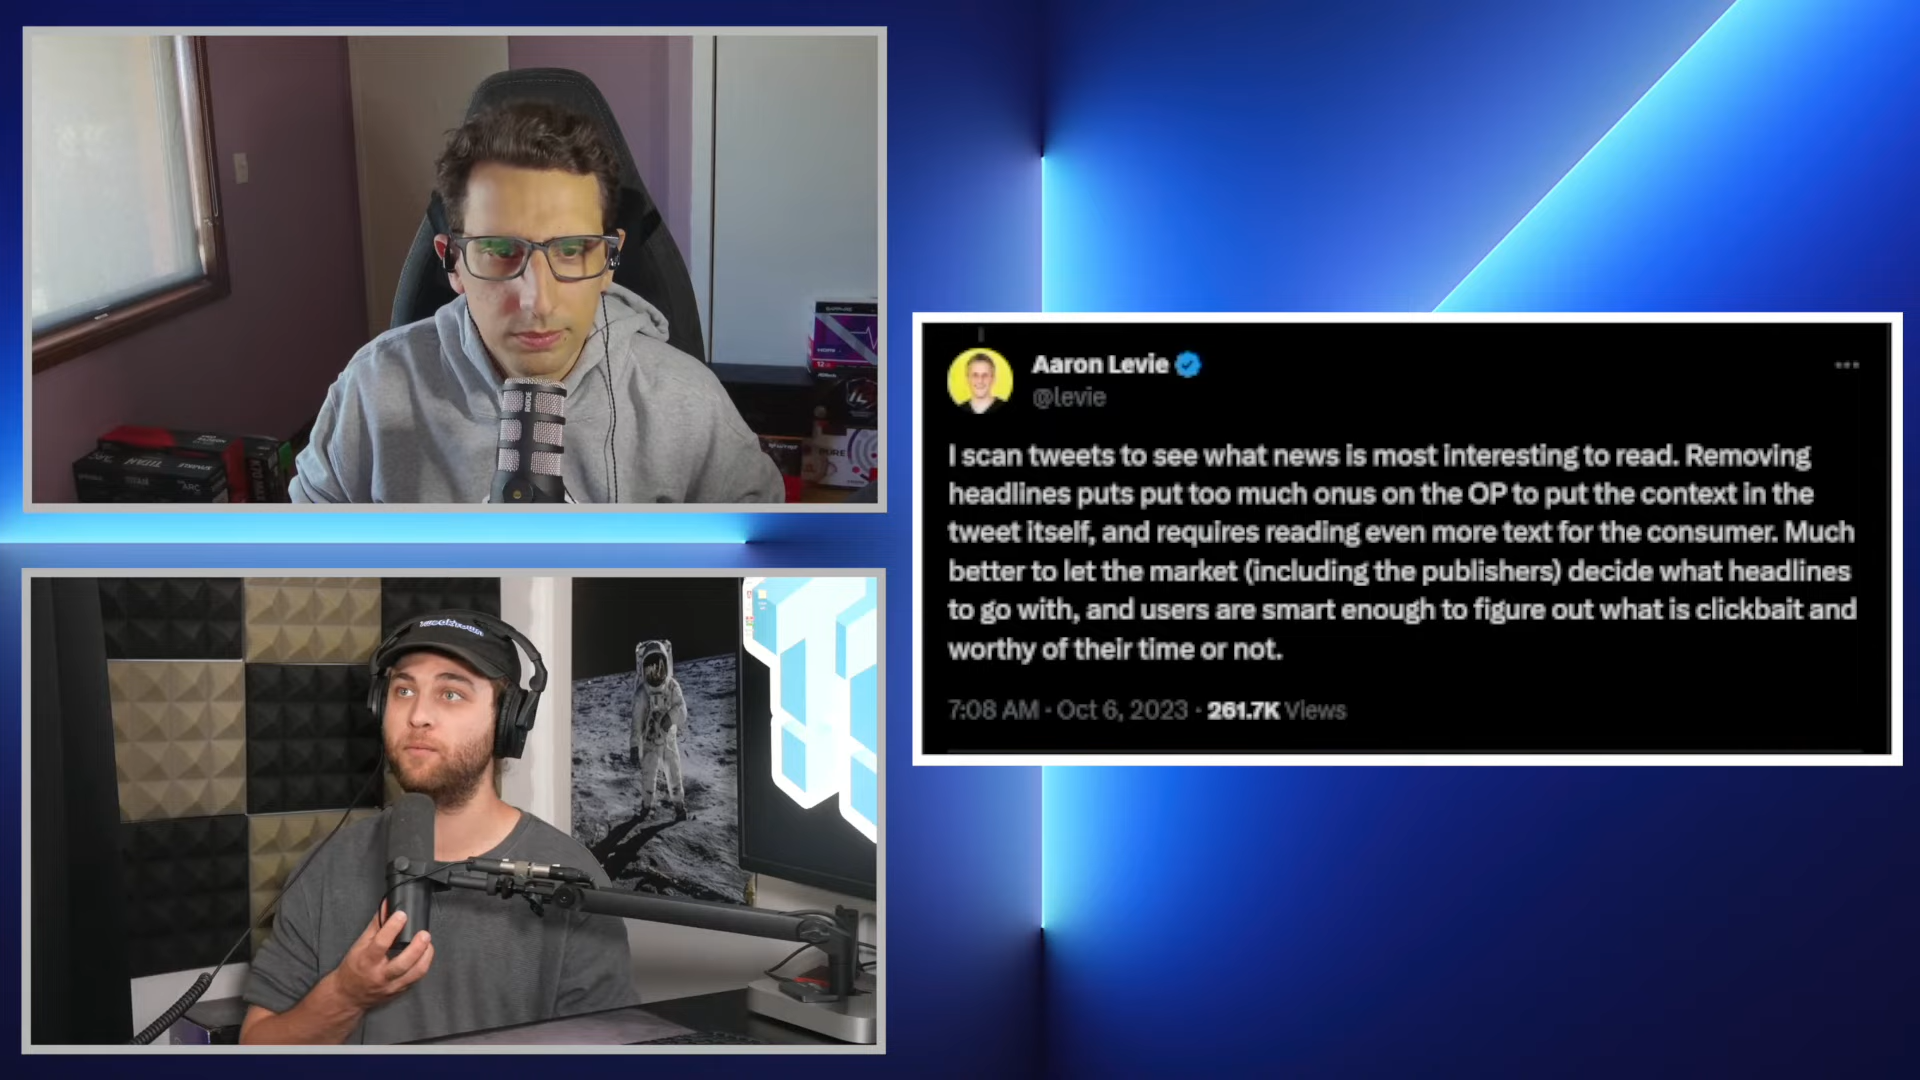 Aaron Levie
@levie
I scan tweets to see what news is most interesting to read. Removing
headlines puts put too much onus on the OP to put the context in the
tweet itself, and requires reading even more text for the consumer. Much
better to let the market (including the publishers) decide what headlines
to go with, and users are smart enough to figure out what is clickbait and
worthy of their time or not.
7:08 AM · Oct 6, 2023 · 261.7K Views
RODE
TITAN
ARC
PURE